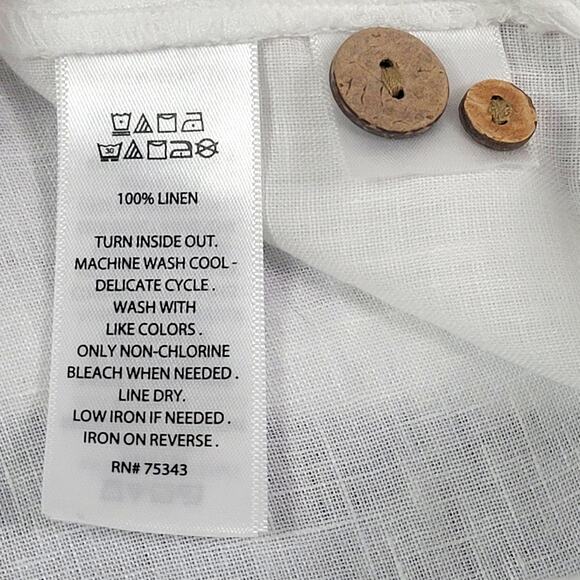 30
100% LINEN
TURN INSIDE OUT.
MACHINE WASH COOL -
DELICATE CYCLE .
WASH WITH
LIKE COLORS .
ONLY NON-CHLORINE
BLEACH WHEN NEEDED .
LINE DRY.
LOW IRON IF NEEDED .
IRON ON REVERSE .
RN# 75343